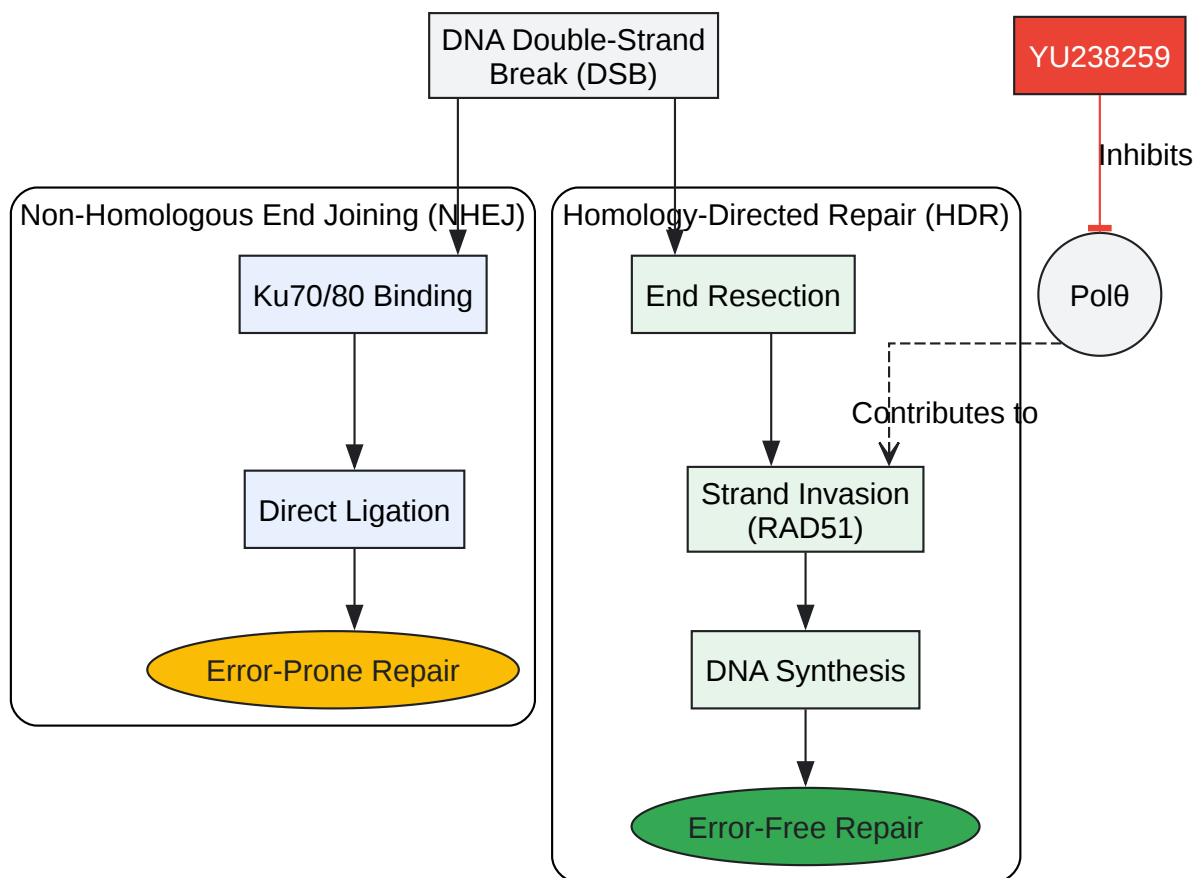 DNA Double-Strand
Break (DSB)
YU238259
Inhibits
Non-Homologous End Joining (NHEJ)
Homology-Directed Repair (HDR)
Ku70/80 Binding
End Resection
Polθ
Contributes to
Direct Ligation
Strand Invasion
(RAD51)
Error-Prone Repair
DNA Synthesis
Error-Free Repair